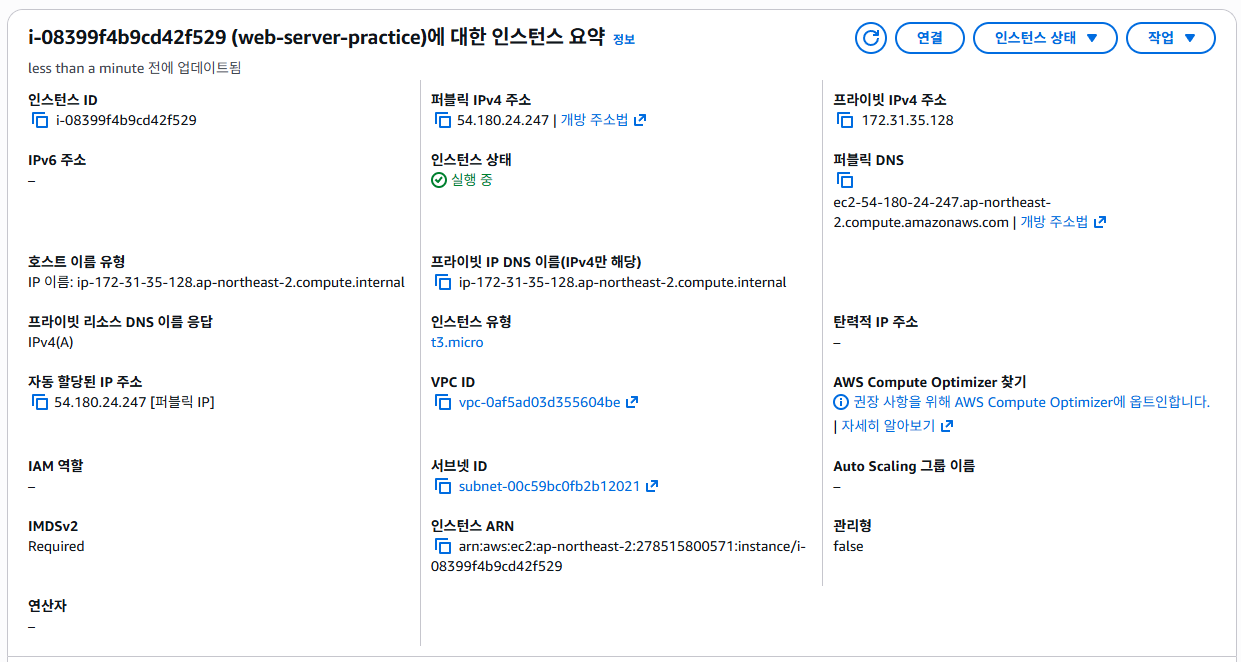 i-08399f4b9cd42f529 (web-server-practice)에 대한 인스턴스 요약 정보
연결
인스턴스 상태
작업
less than a minute 전에 업데이트됨
인스턴스 ID
i-08399f4b9cd42f529
퍼블릭 IPv4 주소
54.180.24.247 | 개방 주소법
프라이빗 IPv4 주소
172.31.35.128
IPv6 주소
–
인스턴스 상태
실행 중
퍼블릭 DNS
ec2-54-180-24-247.ap-northeast-
2.compute.amazonaws.com | 개방 주소법
호스트 이름 유형
IP 이름: ip-172-31-35-128.ap-northeast-2.compute.internal
프라이빗 IP DNS 이름(IPv4만 해당)
ip-172-31-35-128.ap-northeast-2.compute.internal
프라이빗 리소스 DNS 이름 응답
IPv4(A)
인스턴스 유형
t3.micro
탄력적 IP 주소
–
자동 할당된 IP 주소
54.180.24.247 [퍼블릭 IP]
VPC ID
vpc-0af5ad03d355604be
AWS Compute Optimizer 찾기
권장 사항을 위해 AWS Compute Optimizer에 옵트인합니다.
| 자세히 알아보기
IAM 역할
–
서브넷 ID
subnet-00c59bc0fb2b12021
Auto Scaling 그룹 이름
–
IMDSv2
Required
인스턴스 ARN
arn:aws:ec2:ap-northeast-2:278515800571:instance/i-
08399f4b9cd42f529
관리형
false
연산자
–